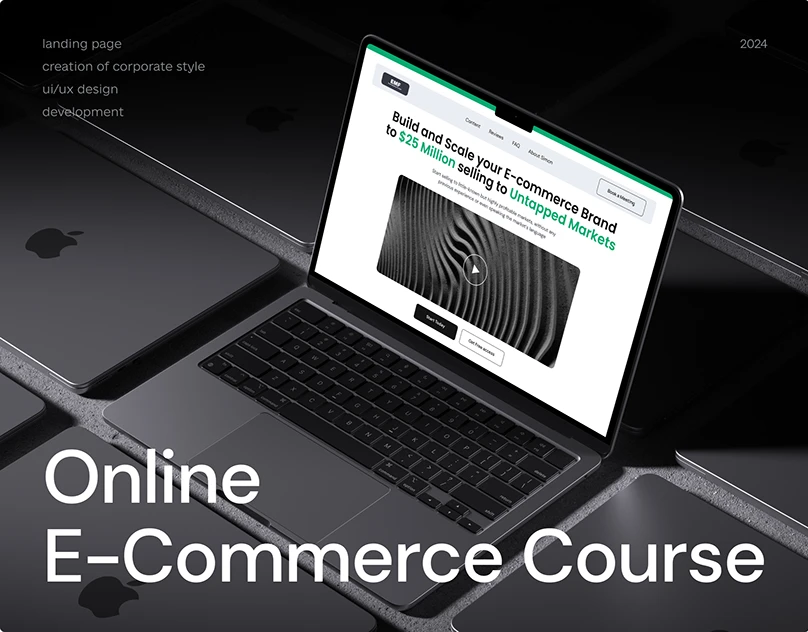 landing page
creation of corporate style
ui/ux design
development
2024
EMF
Content
Reviews
FAQ
About Simon
Book a Meeting
Build and Scale your E-commerce Brand
to $25 Million selling to Untapped Markets
Start selling to little-known but highly profitable markets, without any
previous experience or even speaking the market's language
Start Today
Get Free access
Online
E-Commerce Course